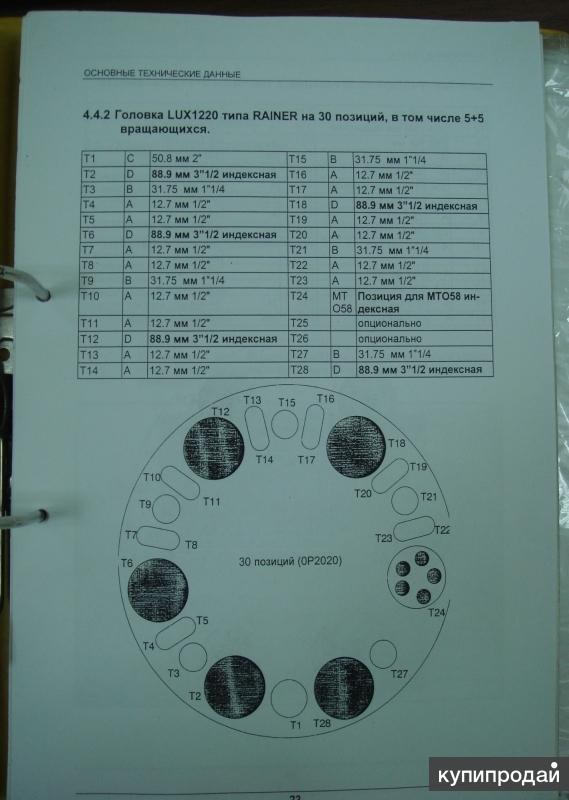 ОСНОВНЫЕ ТЕХНИЧЕСКИЕ ДАННЫЕ
4.4.2 Головка LUX1220 типа RAINER на 30 позиций, в том числе 5+5
вращающихся.
T1 C 50.8 мм 2" T15 B 31.75 мм 1"1/4
T2 D 88.9 мм 3"1/2 индексная T16 A 12.7 мм 1/2"
T3 B 31.75 мм 1"1/4 T17 A 12.7 мм 1/2"
T4 A 12.7 мм 1/2" T18 D 88.9 мм 3"1/2 индексная
T5 A 12.7 мм 1/2" T19 A 12.7 мм 1/2"
T6 D 88.9 мм 3"1/2 индексная T20 A 12.7 мм 1/2"
T7 A 12.7 мм 1/2" T21 B 31.75 мм 1"1/4
T8 A 12.7 мм 1/2" T22 A 12.7 мм 1/2"
T9 B 31.75 мм 1"1/4 T23 A 12.7 мм 1/2"
T10 A 12.7 мм 1/2" T24 MT Позиция для МТО58 ин-
O58 дексная
T11 A 12.7 мм 1/2" T25 опционально
T12 D 88.9 мм 3"1/2 индексная T26 опционально
T13 A 12.7 мм 1/2" T27 B 31.75 мм 1"1/4
T14 A 12.7 мм 1/2" T28 D 88.9 мм 3"1/2 индексная
T13 T15 T16
T12
T18
T14 T17
T19
T10
T20 T21
T9 T11
T7 T22
T8 T23
T6 30 позиций (0P2020)
T24
T5
T4
T3 T27
T2
T1 T28
23
купипродай